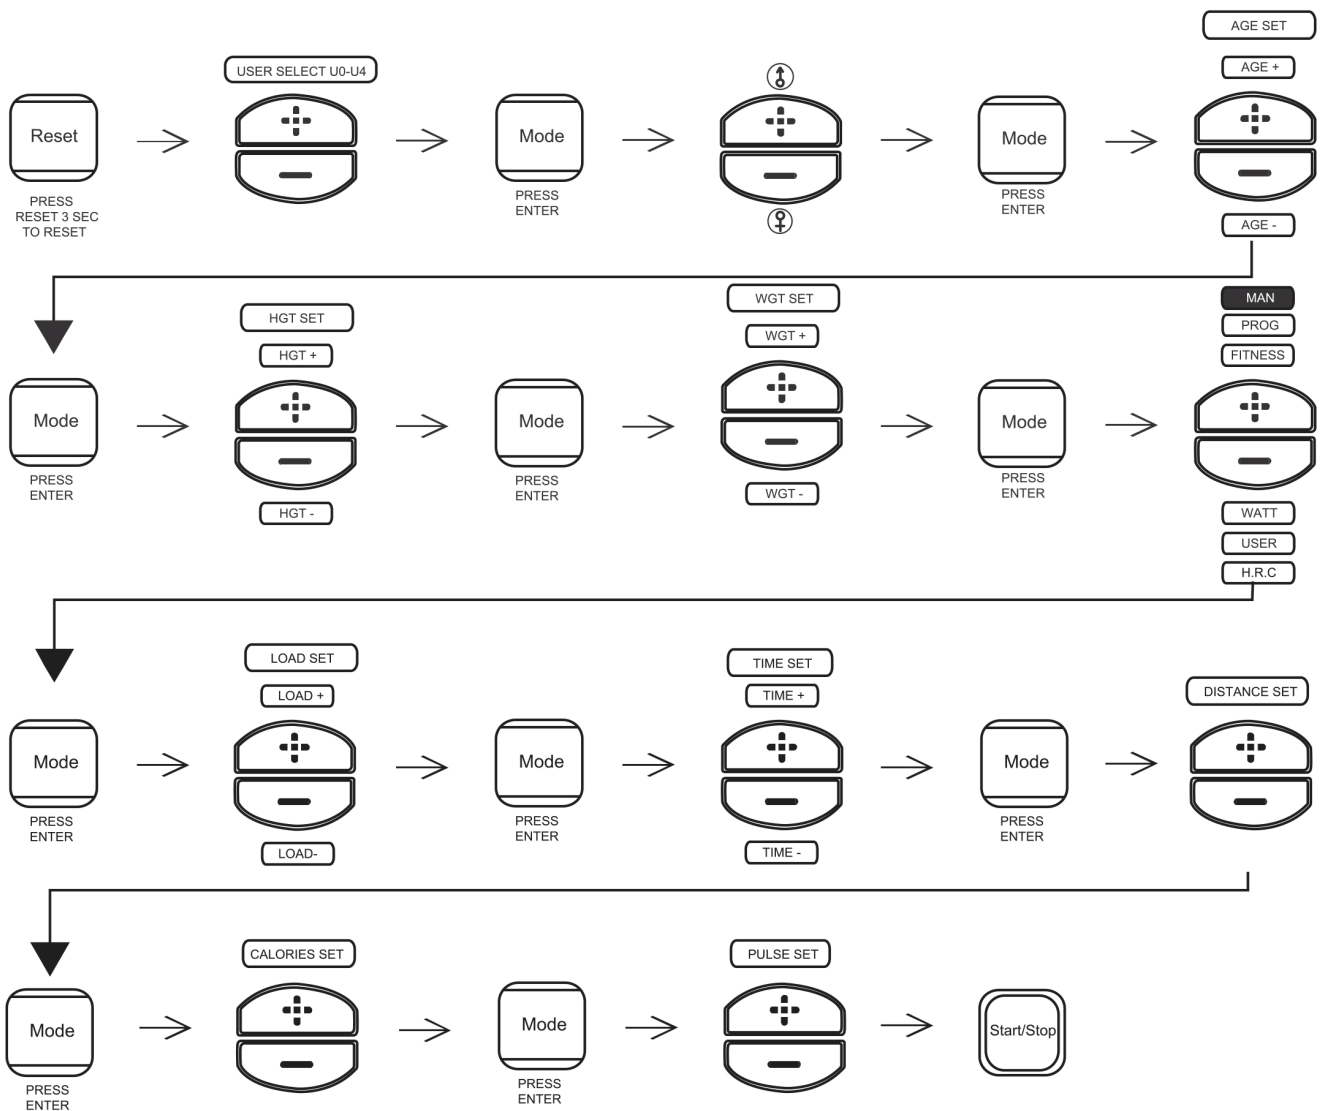 AGE SET
USER SELECT U0-U4
AGE +
Reset
Mode
Mode
PRESS
RESET 3 SEC
TO RESET
PRESS
ENTER
PRESS
ENTER
AGE -
HGT SET
WGT SET
MAN
HGT +
WGT +
PROG
FITNESS
Mode
Mode
Mode
PRESS
ENTER
HGT -
PRESS
ENTER
WGT -
PRESS
ENTER
WATT
USER
H.R.C
LOAD SET
TIME SET
LOAD +
TIME +
DISTANCE SET
Mode
Mode
Mode
PRESS
ENTER
LOAD-
PRESS
ENTER
TIME -
PRESS
ENTER
CALORIES SET
PULSE SET
Mode
Mode
Start/Stop
PRESS
ENTER
PRESS
ENTER